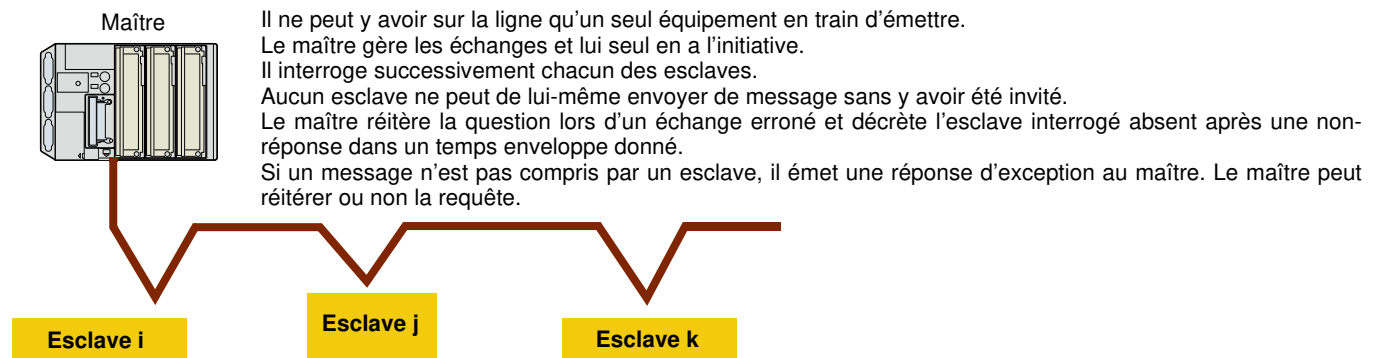 Maître
Il ne peut y avoir sur la ligne qu’un seul équipement en train d’émettre.
Le maître gère les échanges et lui seul en a l’initiative.
Il interroge successivement chacun des esclaves.
Aucun esclave ne peut de lui-même envoyer de message sans y avoir été invité.
Le maître réitère la question lors d’un échange erroné et décrète l’esclave interrogé absent après une non-
réponse dans un temps enveloppe donné.
Si un message n’est pas compris par un esclave, il émet une réponse d’exception au maître. Le maître peut
réitérer ou non la requête.
Esclave i
Esclave j
Esclave k